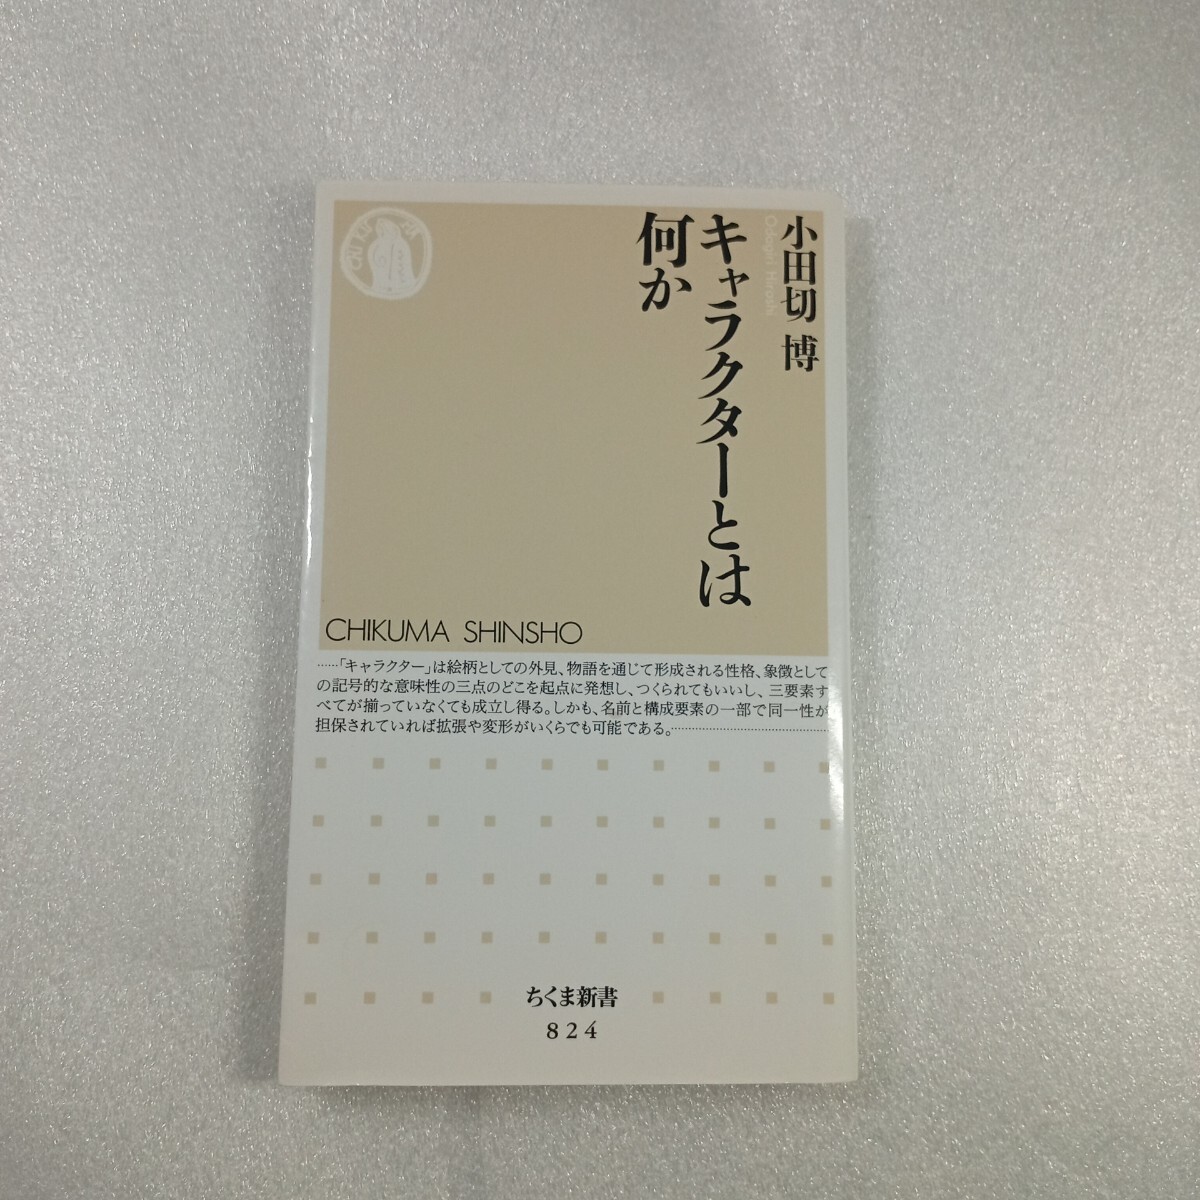 小田切 博
Odagiri Hiroshi
キャラクターとは
何か
CHIKUMA SHINSHO
……「キャラクター」は絵柄としての外見、物語を通じて形成される性格、象徴として
の記号的な意味性の三点のどこを起点に発想し、つくられてもいいし、三要素す
べてが揃っていなくても成立し得る。しかも、名前と構成要素の一部で同一性が
担保されていれば拡張や変形がいくらでも可能である。……
ちくま新書
824